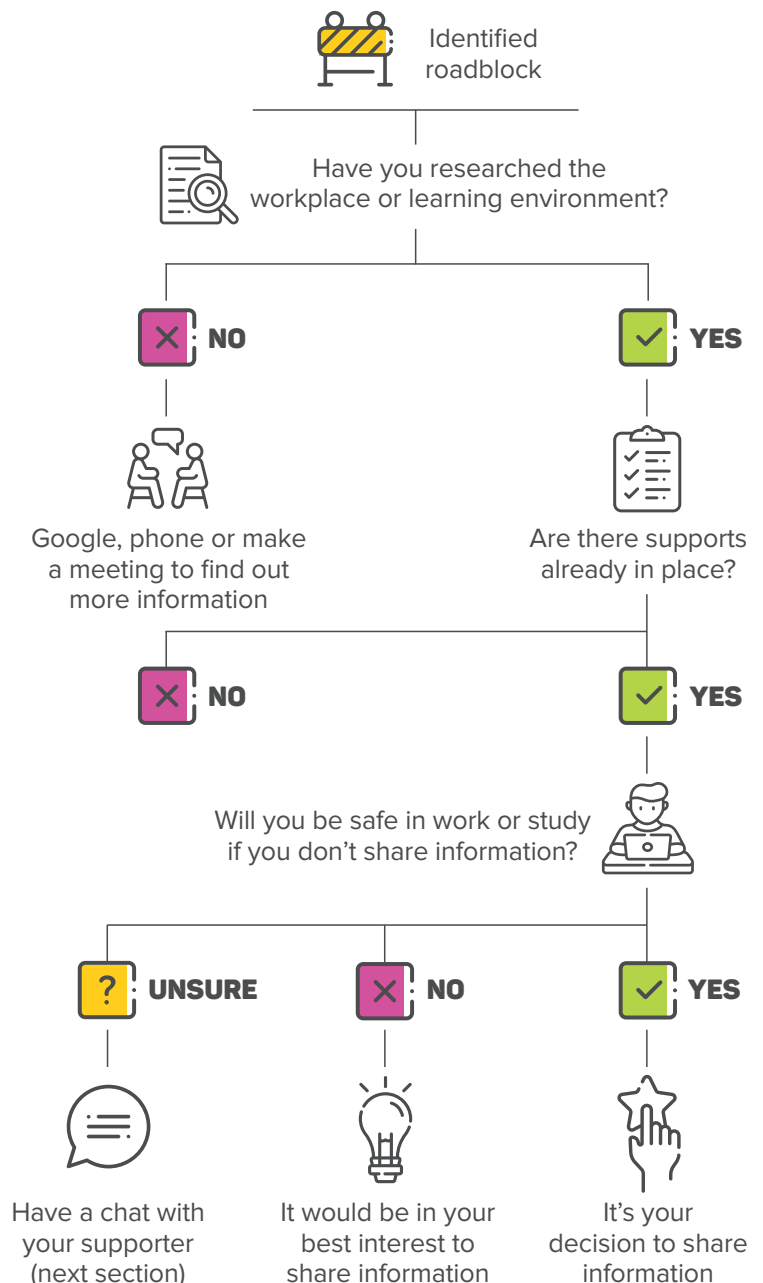 Identified
roadblock
Have you researched the
workplace or learning environment?
NO
YES
Google, phone or make
a meeting to find out
more information
Are there supports
already in place?
NO
YES
Will you be safe in work or study
if you don’t share information?
? UNSURE
NO
YES
Have a chat with
your supporter
(next section)
It would be in your
best interest to
share information
It’s your
decision to share
information